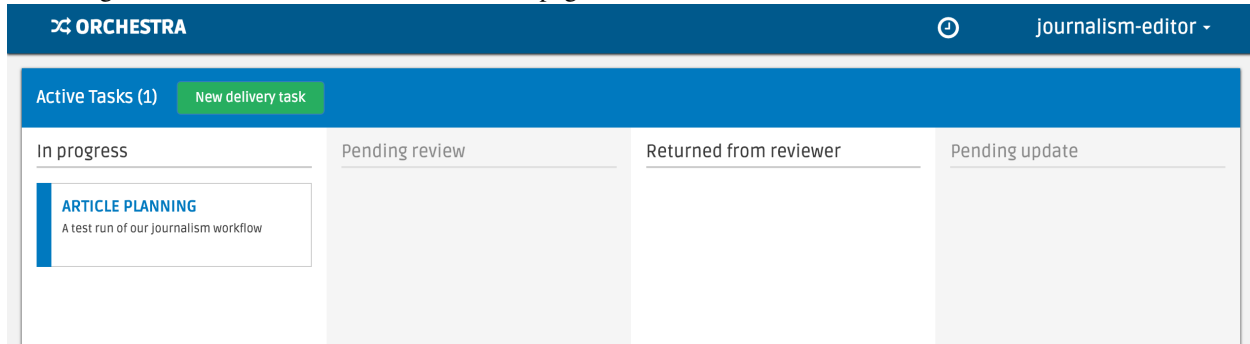 ORCHESTRA
journalism-editor
Active Tasks (1)
New delivery task
In progress
Pending review
Returned from reviewer
Pending update
ARTICLE PLANNING
A test run of our journalism workflow